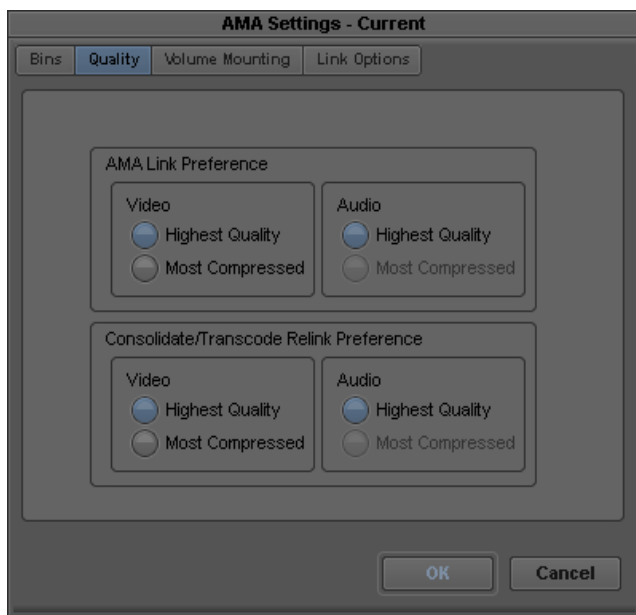 AMA Settings - Current
Bins Quality Volume Mounting Link Options
AMA Link Preference
Video Audio
Highest Quality Highest Quality
Most Compressed Most Compressed
Consolidate/Transcode Relink Preference
Video Audio
Highest Quality Highest Quality
Most Compressed Most Compressed
OK Cancel